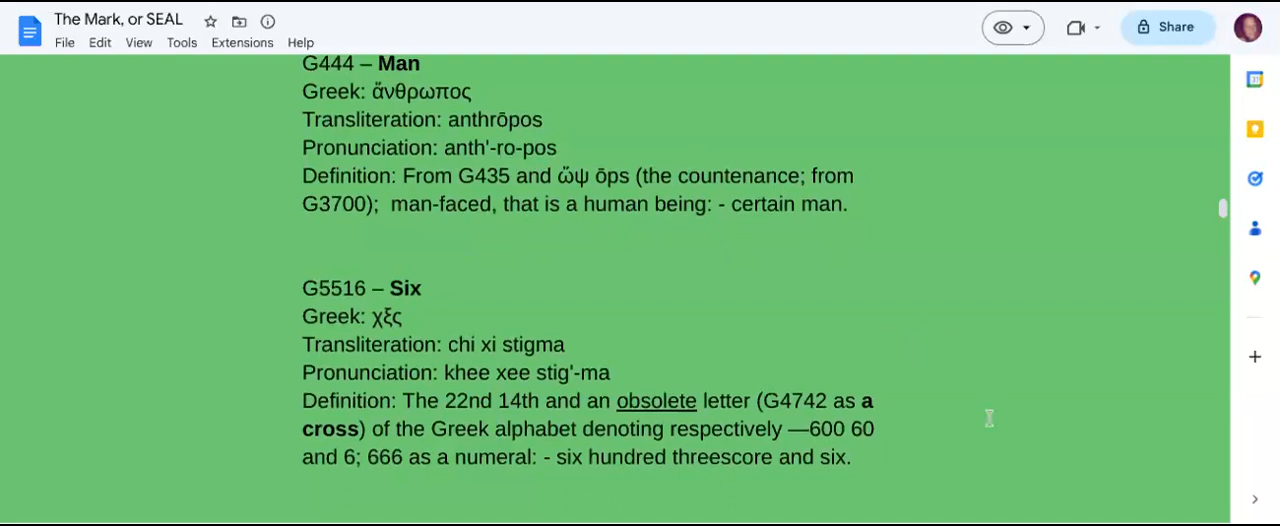 The Mark, or SEAL
File Edit View Tools Extensions Help
Share
G444 – Man
Greek: ἄνθρωπος
Transliteration: anthrōpos
Pronunciation: anth'-ro-pos
Definition: From G435 and ὤψ ōps (the countenance; from
G3700);  man-faced, that is a human being: - certain man.
G5516 – Six
Greek: χξς
Transliteration: chi xi stigma
Pronunciation: khee xee stig'-ma
Definition: The 22nd 14th and an obsolete letter (G4742 as a
cross) of the Greek alphabet denoting respectively —600 60
and 6; 666 as a numeral: - six hundred threescore and six.